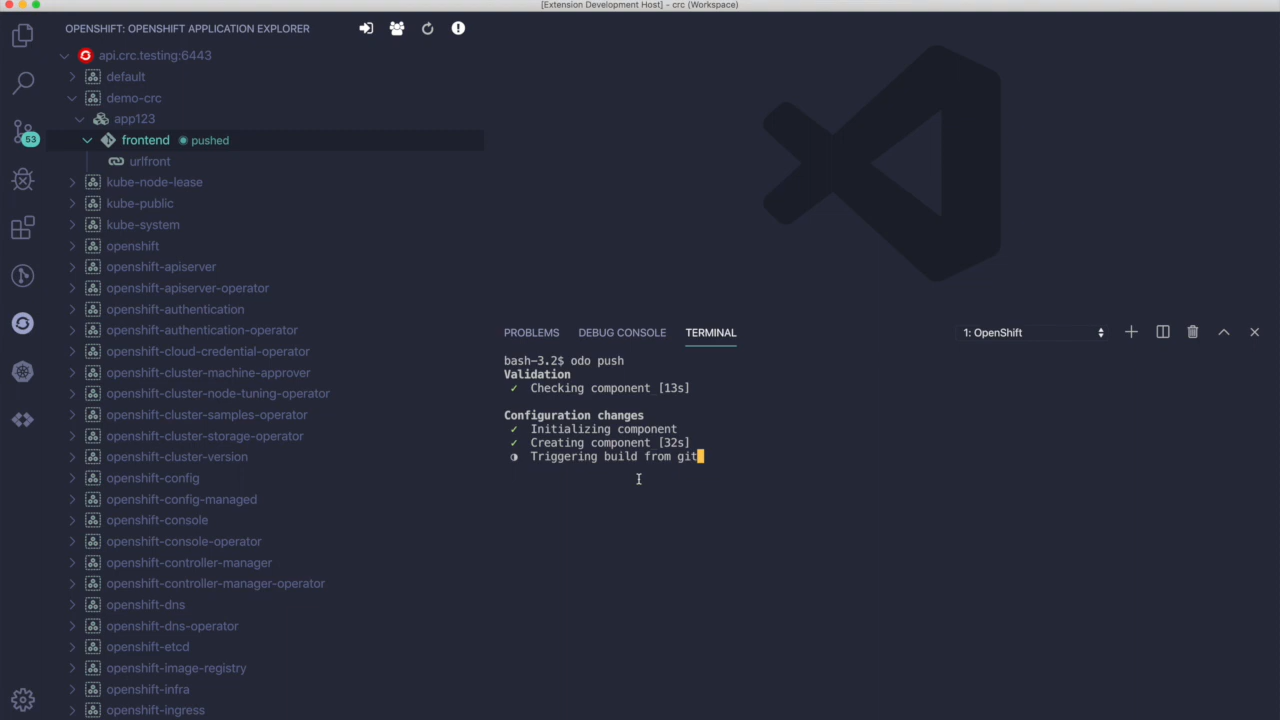 [Extension Development Host] - crc (Workspace)
OPENSHIFT: OPENSHIFT APPLICATION EXPLORER
api.crc.testing:6443
default
demo-crc
app123
frontend pushed
urlfront
kube-node-lease
kube-public
kube-system
openshift
openshift-apiserver
openshift-apiserver-operator
openshift-authentication
openshift-authentication-operator
openshift-cloud-credential-operator
openshift-cluster-machine-approver
openshift-cluster-node-tuning-operator
openshift-cluster-samples-operator
openshift-cluster-storage-operator
openshift-cluster-version
openshift-config
openshift-config-managed
openshift-console
openshift-console-operator
openshift-controller-manager
openshift-controller-manager-operator
openshift-dns
openshift-dns-operator
openshift-etcd
openshift-image-registry
openshift-infra
openshift-ingress
53
PROBLEMS DEBUG CONSOLE TERMINAL
1: OpenShift
bash-3.2$ odo push
Validation
✓ Checking component [13s]
Configuration changes
✓ Initializing component
✓ Creating component [32s]
◑ Triggering build from git